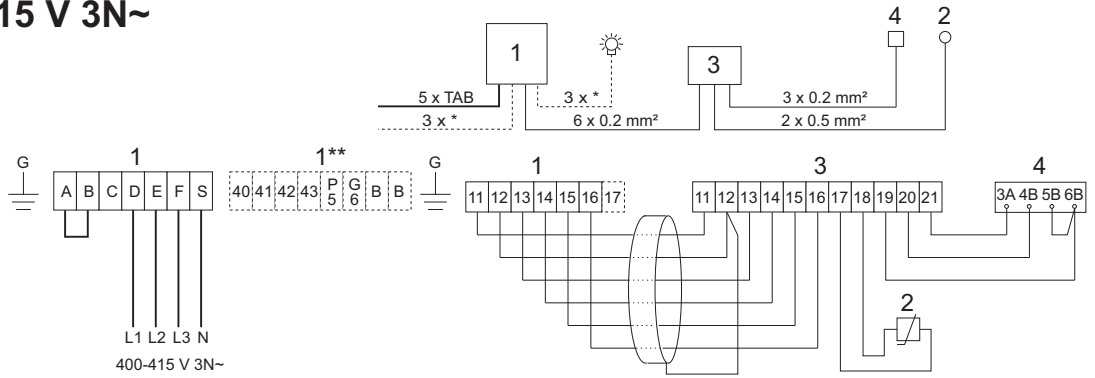 15 V 3N~
4 2
1
3
5 x TAB 3 x * 3 x 0.2 mm²
3 x * 6 x 0.2 mm² 2 x 0.5 mm²
G 1 1** G 1 3 4
A B C D E F S 40 41 42 43 P5 G6 B B 11 12 13 14 15 16 17 11 12 13 14 15 16 17 18 19 20 21 3A 4B 5B 6B
2
L1 L2 L3 N
400-415 V 3N~